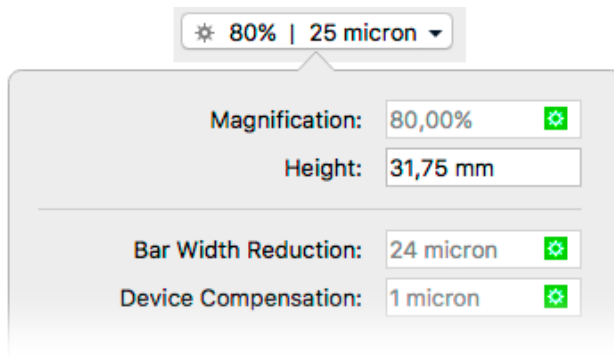 80% | 25 micron
Magnification: 80,00%
Height: 31,75 mm
Bar Width Reduction: 24 micron
Device Compensation: 1 micron